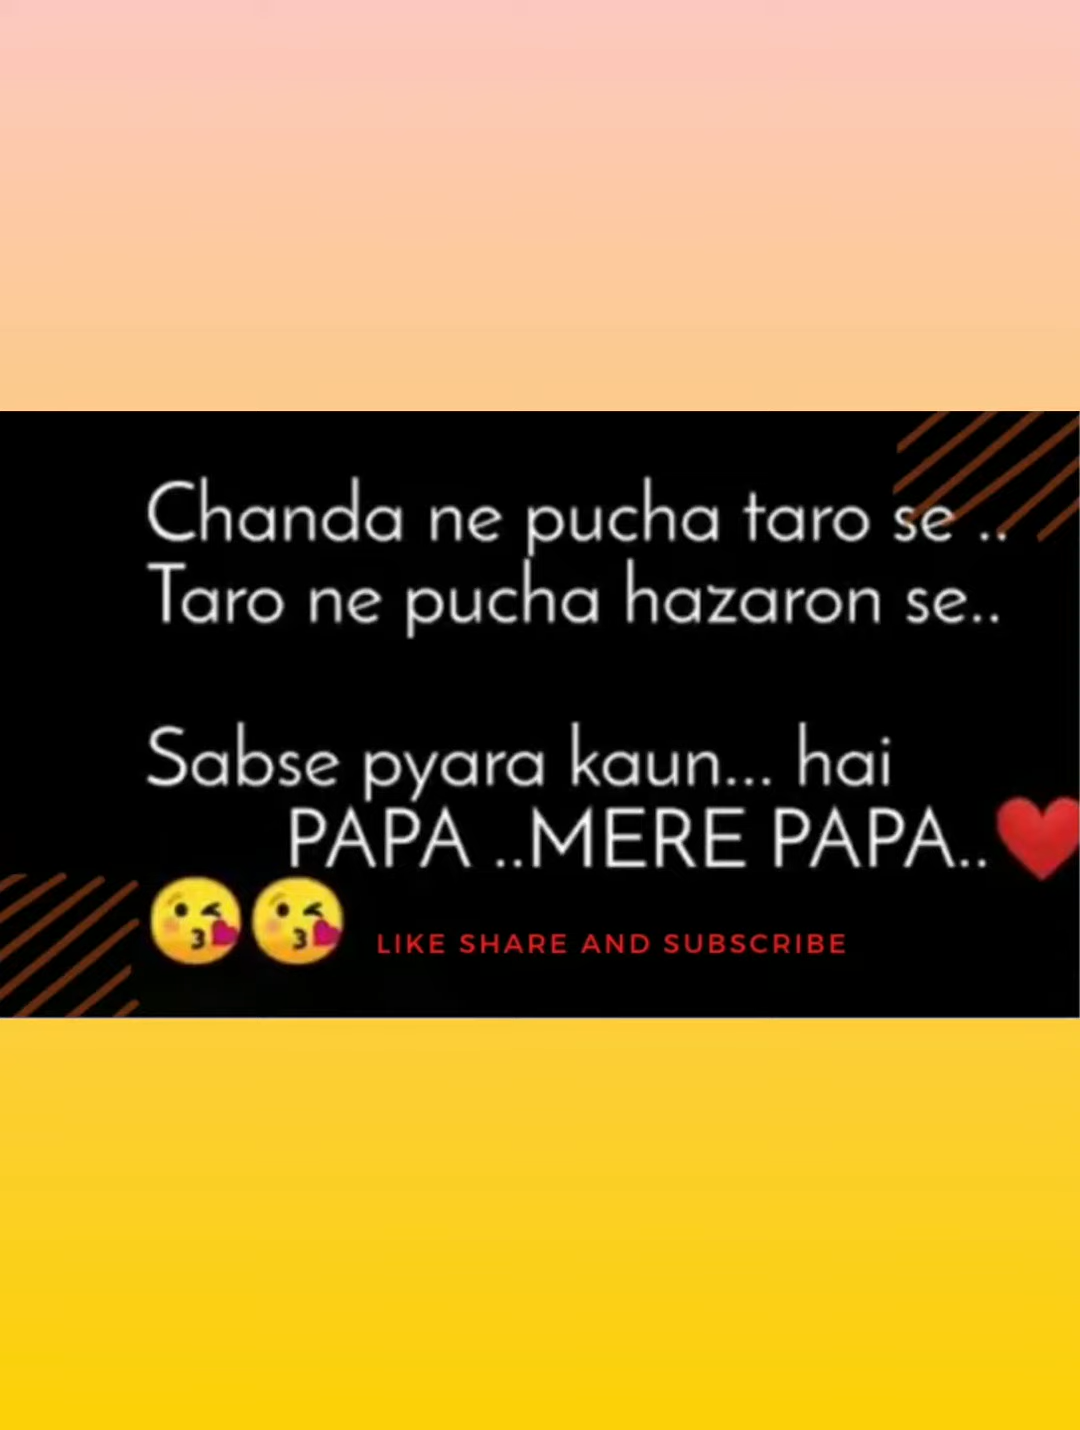 Chanda ne pucha taro se ..
Taro ne pucha hazaron se..
Sabse pyara kaun... hai
PAPA ..MERE PAPA..❤️
😘😘 LIKE SHARE AND SUBSCRIBE